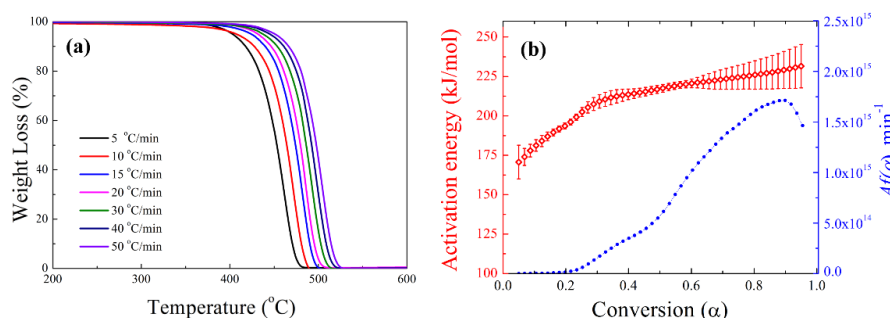 (a)
100
80
60
40
20
0
Weight Loss (%)
5 °C/min
10 °C/min
15 °C/min
20 °C/min
30 °C/min
40 °C/min
50 °C/min
200 300 400 500 600
Temperature (°C)
(b)
250
225
200
175
150
125
100
Activation energy (kJ/mol)
2.0x10¹⁵
1.5x10¹⁵
1.0x10¹⁵
5.0x10¹⁴
0.0
Af(α) min⁻¹
0.0 0.2 0.4 0.6 0.8 1.0
Conversion (α)